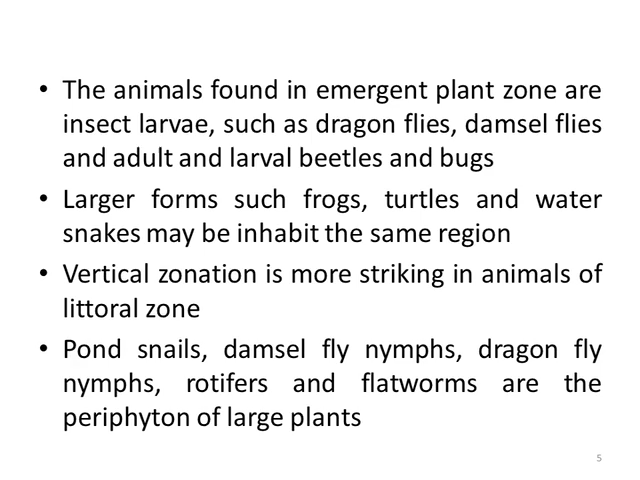 • The animals found in emergent plant zone are
insect larvae, such as dragon flies, damsel flies
and adult and larval beetles and bugs
• Larger forms such frogs, turtles and water
snakes may be inhabit the same region
• Vertical zonation is more striking in animals of
littoral zone
• Pond snails, damsel fly nymphs, dragon fly
nymphs, rotifers and flatworms are the
periphyton of large plants
5